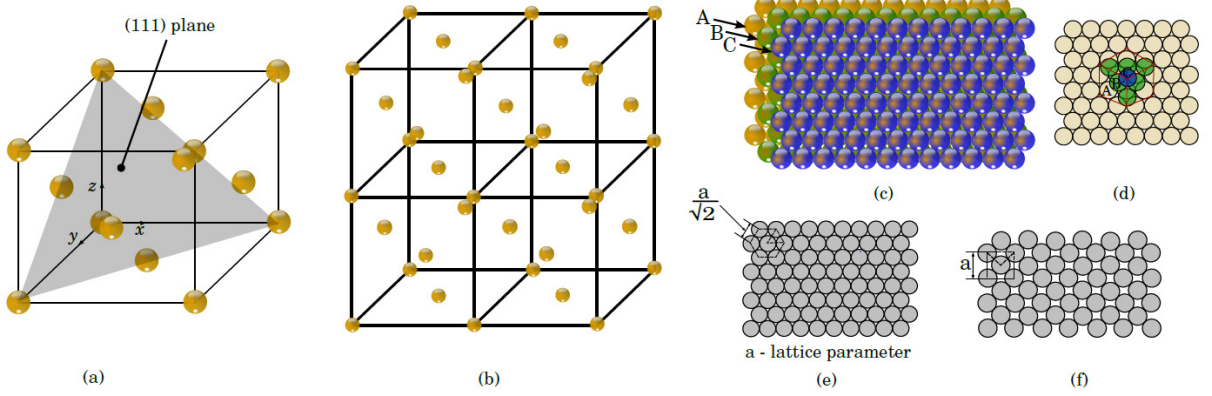 (111) plane
z
y
x
(a)
(b)
A
B
C
(c)
A
B
(d)
a
√2
a - lattice parameter
(e)
a
(f)